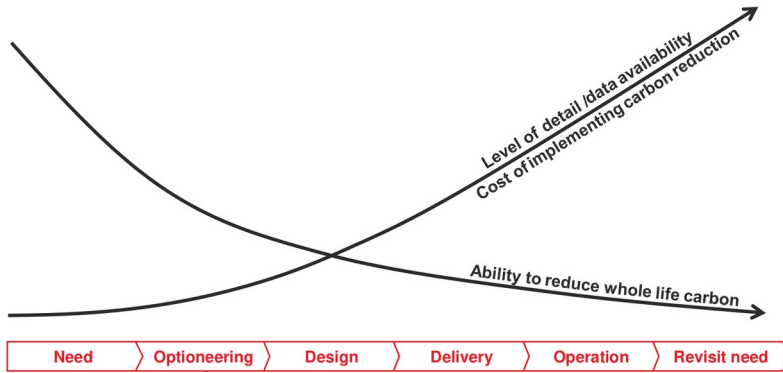 Level of detail /data availability
Cost of implementing carbon reduction
Ability to reduce whole life carbon
Need
Optioneering
Design
Delivery
Operation
Revisit need